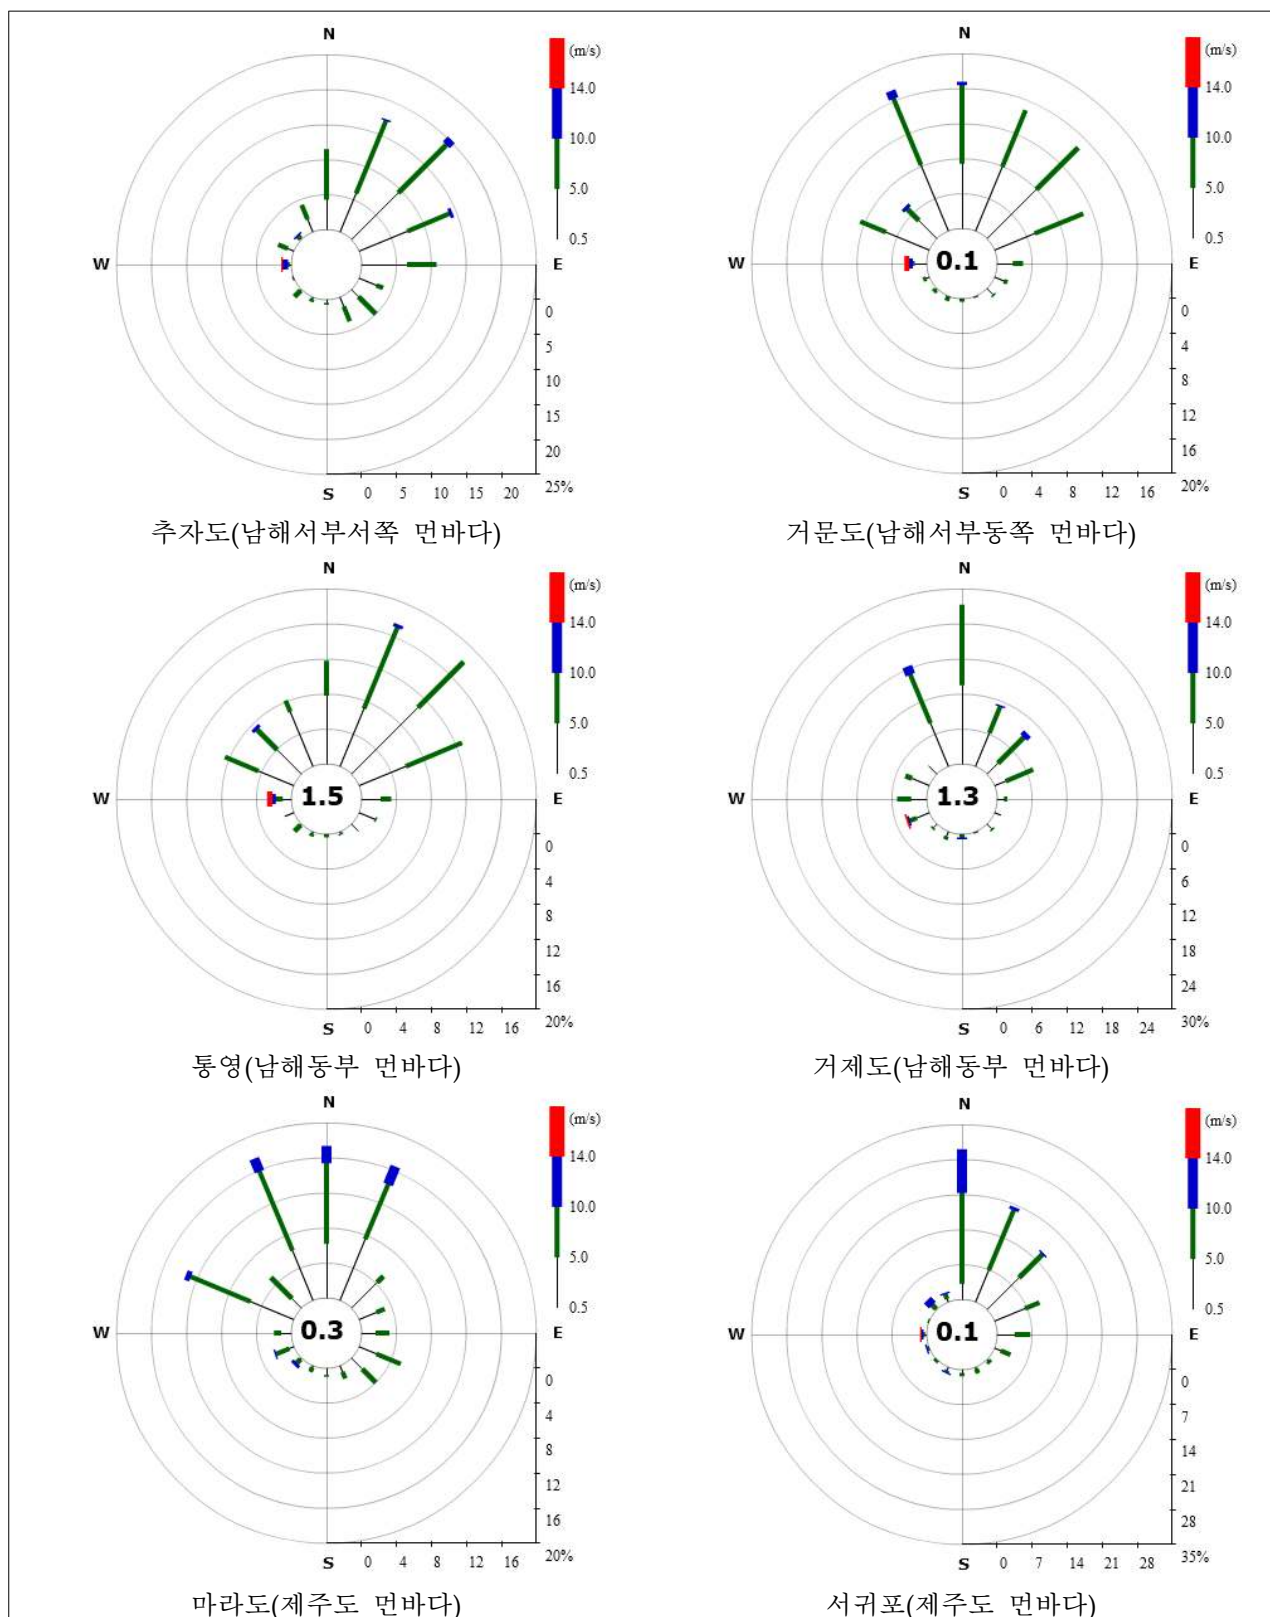 N
(m/s)
14.0
10.0
5.0
0.5
W
E
0
5
10
15
20
25%
S 0 5 10 15 20
추자도(남해서부서쪽 먼바다)
N
(m/s)
14.0
10.0
5.0
0.5
W
0.1
E
0
4
8
12
16
20%
S 0 4 8 12 16
거문도(남해서부동쪽 먼바다)
N
(m/s)
14.0
10.0
5.0
0.5
W
1.5
E
0
4
8
12
16
20%
S 0 4 8 12 16
통영(남해동부 먼바다)
N
(m/s)
14.0
10.0
5.0
0.5
W
1.3
E
0
6
12
18
24
30%
S 0 6 12 18 24
거제도(남해동부 먼바다)
N
(m/s)
14.0
10.0
5.0
0.5
W
0.3
E
0
4
8
12
16
20%
S 0 4 8 12 16
마라도(제주도 먼바다)
N
(m/s)
14.0
10.0
5.0
0.5
W
0.1
E
0
7
14
21
28
35%
S 0 7 14 21 28
서귀포(제주도 먼바다)